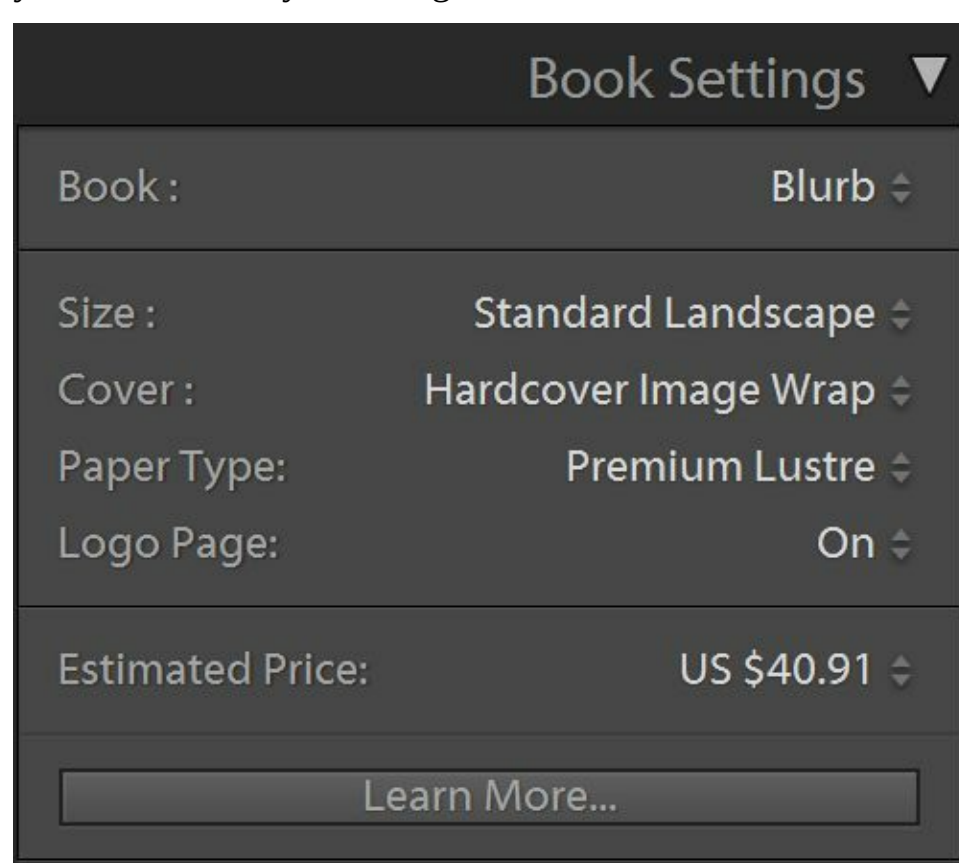 Book Settings
Book : Blurb
Size : Standard Landscape
Cover : Hardcover Image Wrap
Paper Type: Premium Lustre
Logo Page: On
Estimated Price: US $40.91
Learn More...